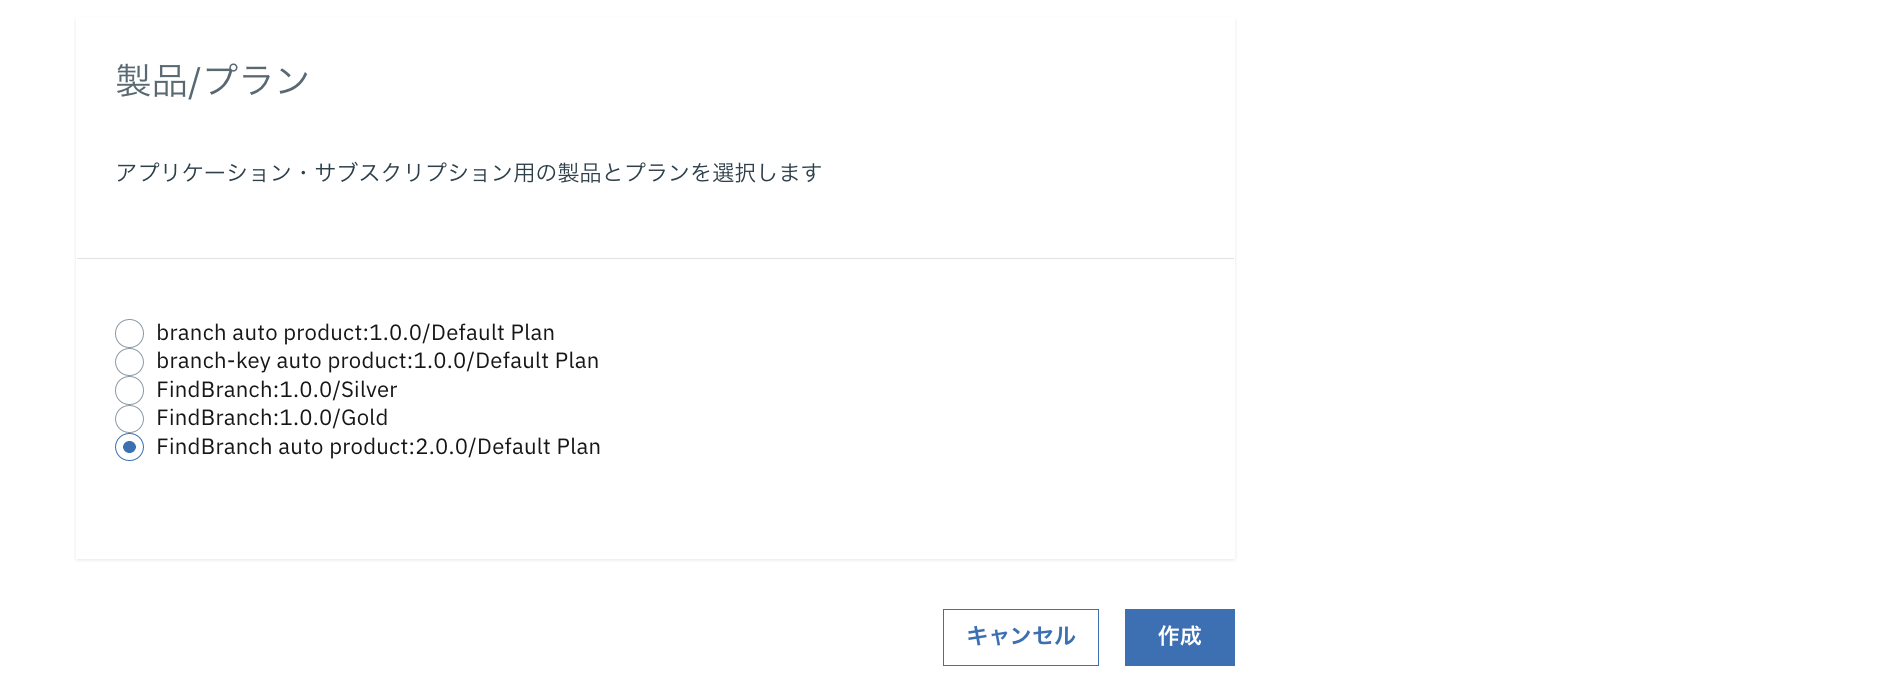 製品/プラン
アプリケーション・サブスクリプション用の製品とプランを選択します
branch auto product:1.0.0/Default Plan
branch-key auto product:1.0.0/Default Plan
FindBranch:1.0.0/Silver
FindBranch:1.0.0/Gold
FindBranch auto product:2.0.0/Default Plan
キャンセル
作成